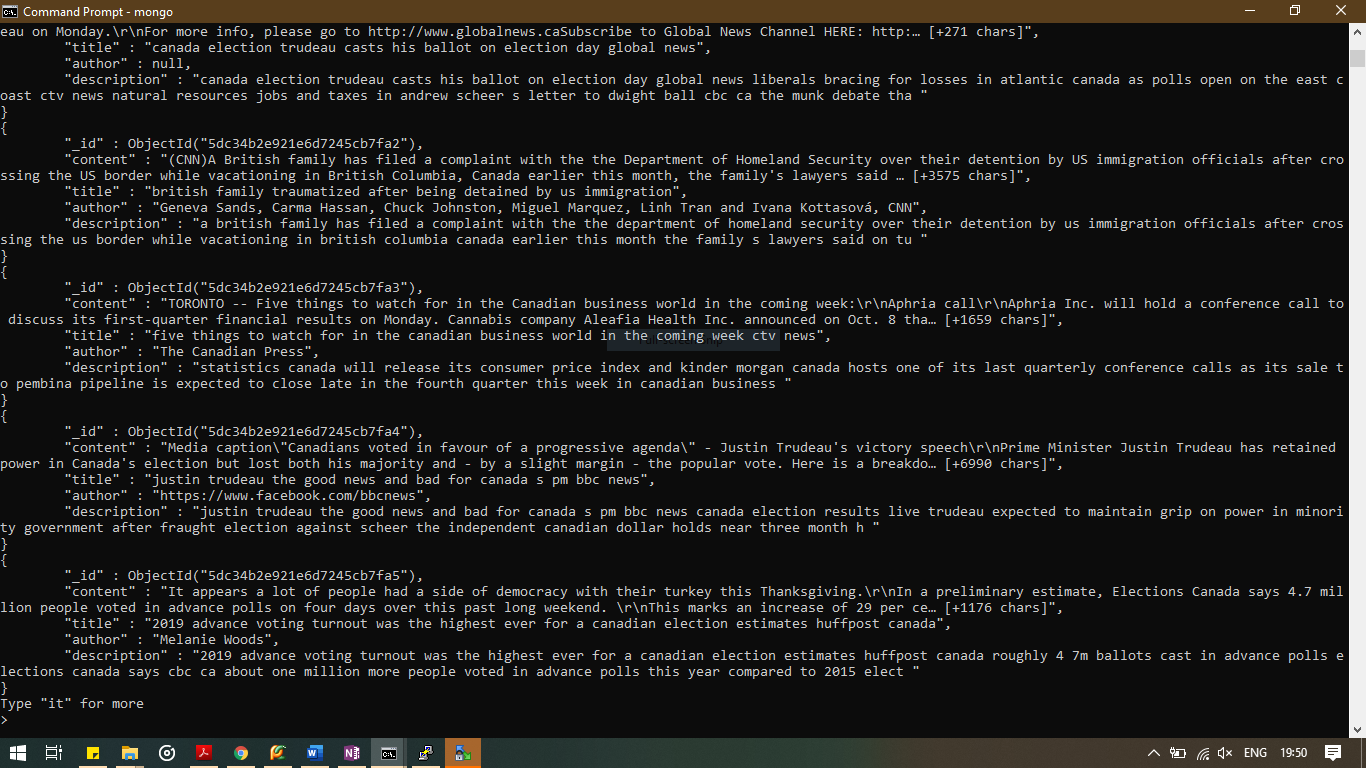 Command Prompt - mongo
eau on Monday.\r\nFor more info, please go to http://www.globalnews.caSubscribe to Global News Channel HERE: http:… [+271 chars]",
"title" : "canada election trudeau casts his ballot on election day global news",
"author" : null,
"description" : "canada election trudeau casts his ballot on election day global news liberals bracing for losses in atlantic canada as polls open on the east c
oast ctv news natural resources jobs and taxes in andrew scheer s letter to dwight ball cbc ca the munk debate tha "
}
{
"_id" : ObjectId("5dc34b2e921e6d7245cb7fa2"),
"content" : "(CNN)A British family has filed a complaint with the the Department of Homeland Security over their detention by US immigration officials after cro
ssing the US border while vacationing in British Columbia, Canada earlier this month, the family's lawyers said … [+3575 chars]",
"title" : "british family traumatized after being detained by us immigration",
"author" : "Geneva Sands, Carma Hassan, Chuck Johnston, Miguel Marquez, Linh Tran and Ivana Kottasová, CNN",
"description" : "a british family has filed a complaint with the the department of homeland security over their detention by us immigration officials after cros
sing the us border while vacationing in british columbia canada earlier this month the family s lawyers said on tu "
}
{
"_id" : ObjectId("5dc34b2e921e6d7245cb7fa3"),
"content" : "TORONTO -- Five things to watch for in the Canadian business world in the coming week:\r\nAphria call\r\nAphria Inc. will hold a conference call to
discuss its first-quarter financial results on Monday. Cannabis company Aleafia Health Inc. announced on Oct. 8 tha… [+1659 chars]",
"title" : "five things to watch for in the canadian business world in the coming week ctv news",
"author" : "The Canadian Press",
"description" : "statistics canada will release its consumer price index and kinder morgan canada hosts one of its last quarterly conference calls as its sale t
o pembina pipeline is expected to close late in the fourth quarter this week in canadian business "
}
{
"_id" : ObjectId("5dc34b2e921e6d7245cb7fa4"),
"content" : "Media caption\"Canadians voted in favour of a progressive agenda\" - Justin Trudeau's victory speech\r\nPrime Minister Justin Trudeau has retained
power in Canada's election but lost both his majority and - by a slight margin - the popular vote. Here is a breakdo… [+6990 chars]",
"title" : "justin trudeau the good news and bad for canada s pm bbc news",
"author" : "https://www.facebook.com/bbcnews",
"description" : "justin trudeau the good news and bad for canada s pm bbc news canada election results live trudeau expected to maintain grip on power in minori
ty government after fraught election against scheer the independent canadian dollar holds near three month h "
}
{
"_id" : ObjectId("5dc34b2e921e6d7245cb7fa5"),
"content" : "It appears a lot of people had a side of democracy with their turkey this Thanksgiving.\r\nIn a preliminary estimate, Elections Canada says 4.7 mil
lion people voted in advance polls on four days over this past long weekend. \r\nThis marks an increase of 29 per ce… [+1176 chars]",
"title" : "2019 advance voting turnout was the highest ever for a canadian election estimates huffpost canada",
"author" : "Melanie Woods",
"description" : "2019 advance voting turnout was the highest ever for a canadian election estimates huffpost canada roughly 4 7m ballots cast in advance polls e
lections canada says cbc ca about one million more people voted in advance polls this year compared to 2015 elect "
}
Type "it" for more
>
ENG 19:50